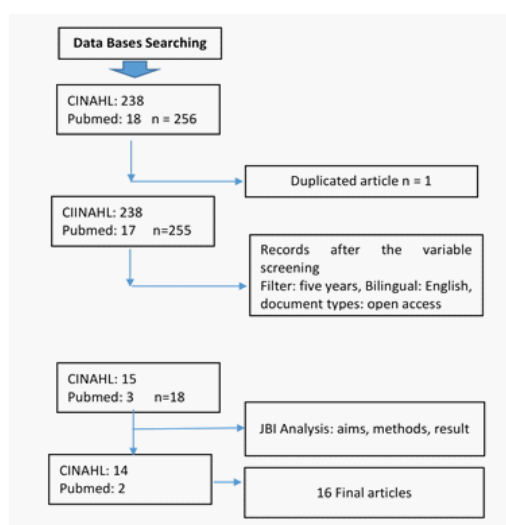 Data Bases Searching
CINAHL: 238
Pubmed: 18 n = 256
Duplicated article n = 1
CIINAHL: 238
Pubmed: 17 n=255
Records after the variable
screening
Filter: five years, Bilingual: English,
document types: open access
CINAHL: 15
Pubmed: 3 n=18
JBI Analysis: aims, methods, result
CINAHL: 14
Pubmed: 2
16 Final articles